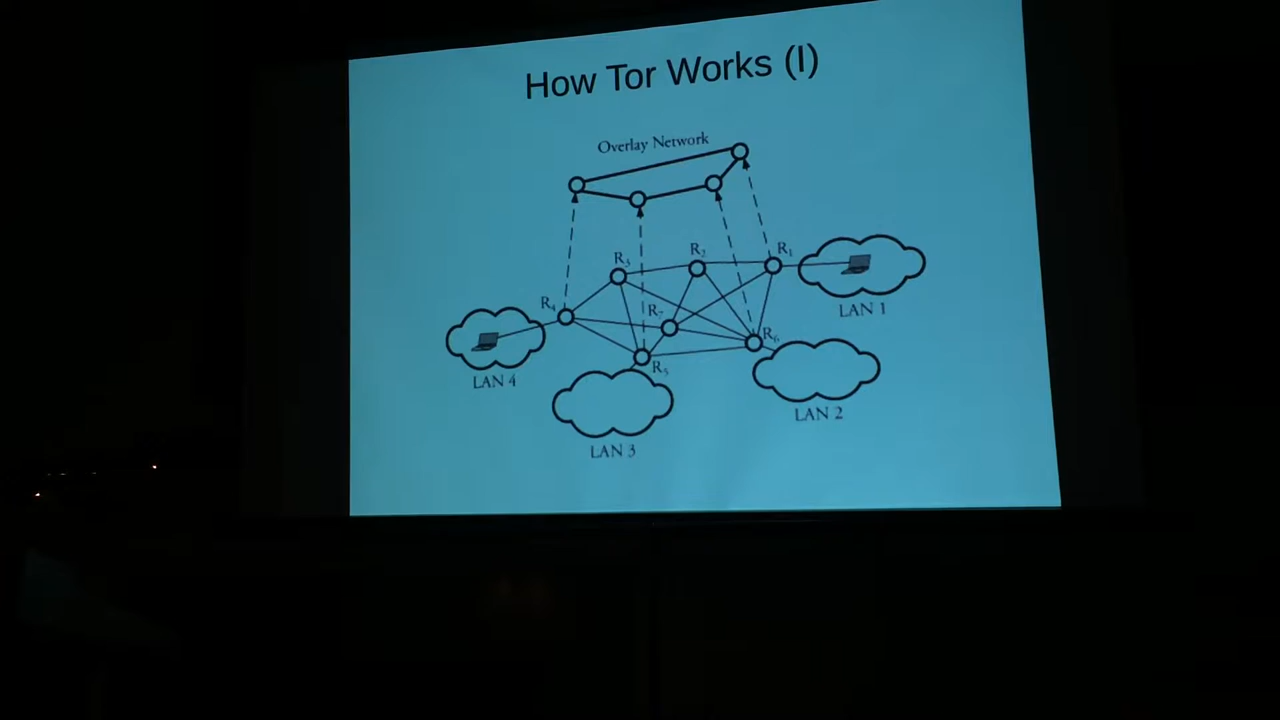 How Tor Works (I)
Overlay Network
R₃
R₂
R₁
R₄
R₇
R₆
R₅
LAN 1
LAN 4
LAN 2
LAN 3